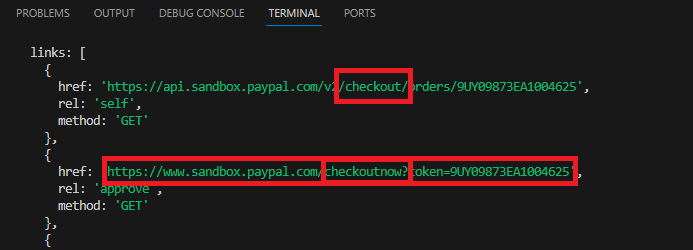 PROBLEMS OUTPUT DEBUG CONSOLE TERMINAL PORTS
links: [
{
href: 'https://api.sandbox.paypal.com/v2/checkout/orders/9UY09873EA1004625',
rel: 'self',
method: 'GET'
},
{
href: 'https://www.sandbox.paypal.com/checkoutnow?token=9UY09873EA1004625',
rel: 'approve',
method: 'GET'
},
{